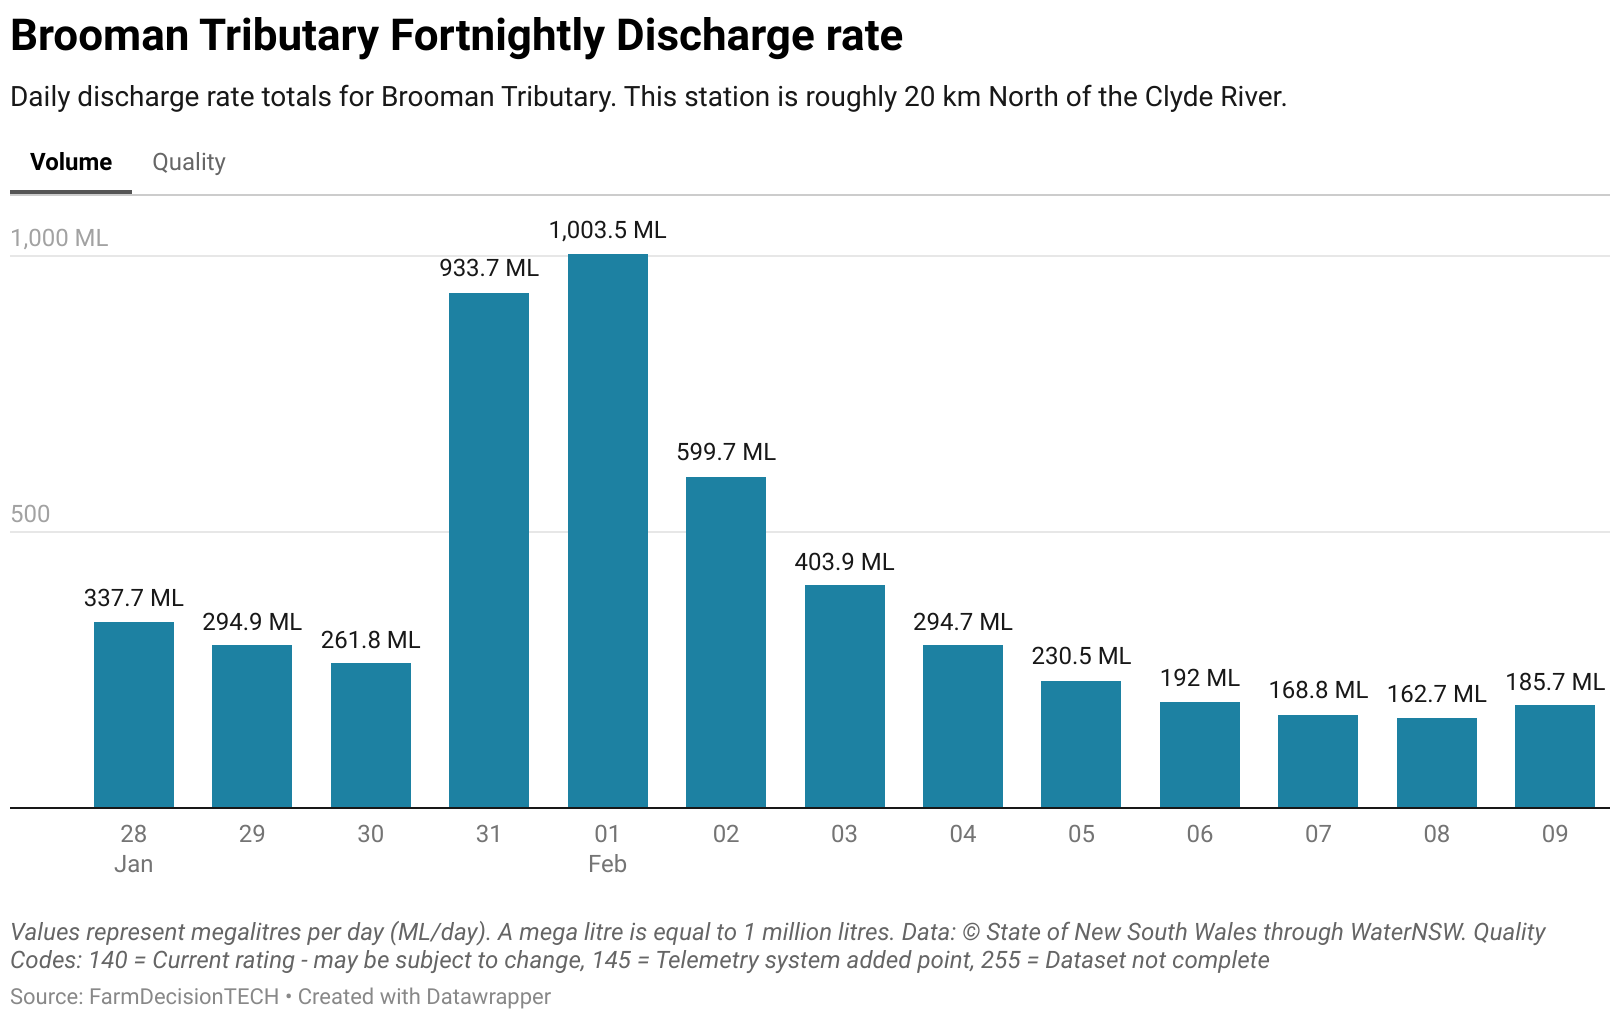 Brooman Tributary Fortnightly Discharge rate
Daily discharge rate totals for Brooman Tributary. This station is roughly 20 km North of the Clyde River.
Volume Quality
1,000 ML
500
337.7 ML
294.9 ML
261.8 ML
933.7 ML
1,003.5 ML
599.7 ML
403.9 ML
294.7 ML
230.5 ML
192 ML
168.8 ML
162.7 ML
185.7 ML
28 29 30 31 01 02 03 04 05 06 07 08 09
Jan Feb
Values represent megalitres per day (ML/day). A mega litre is equal to 1 million litres. Data: © State of New South Wales through WaterNSW. Quality
Codes: 140 = Current rating - may be subject to change, 145 = Telemetry system added point, 255 = Dataset not complete
Source: FarmDecisionTECH • Created with Datawrapper